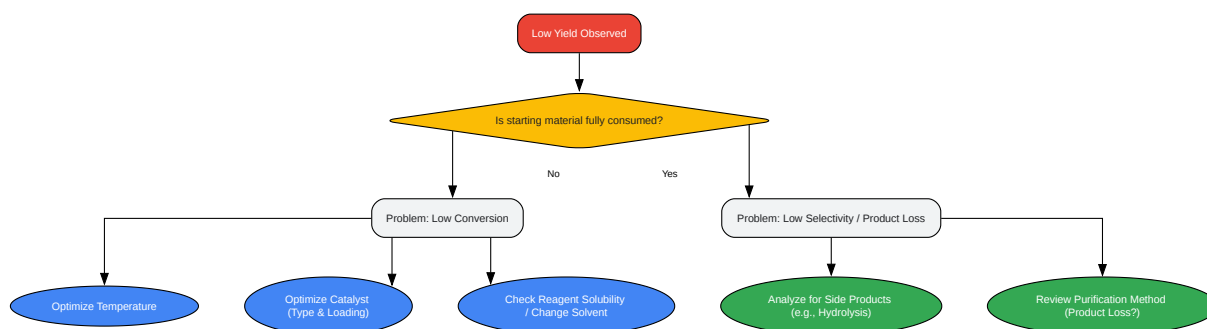 Low Yield Observed
Is starting material fully consumed?
No
Yes
Problem: Low Conversion
Problem: Low Selectivity / Product Loss
Optimize Temperature
Optimize Catalyst
(Type & Loading)
Check Reagent Solubility
/ Change Solvent
Analyze for Side Products
(e.g., Hydrolysis)
Review Purification Method
(Product Loss?)